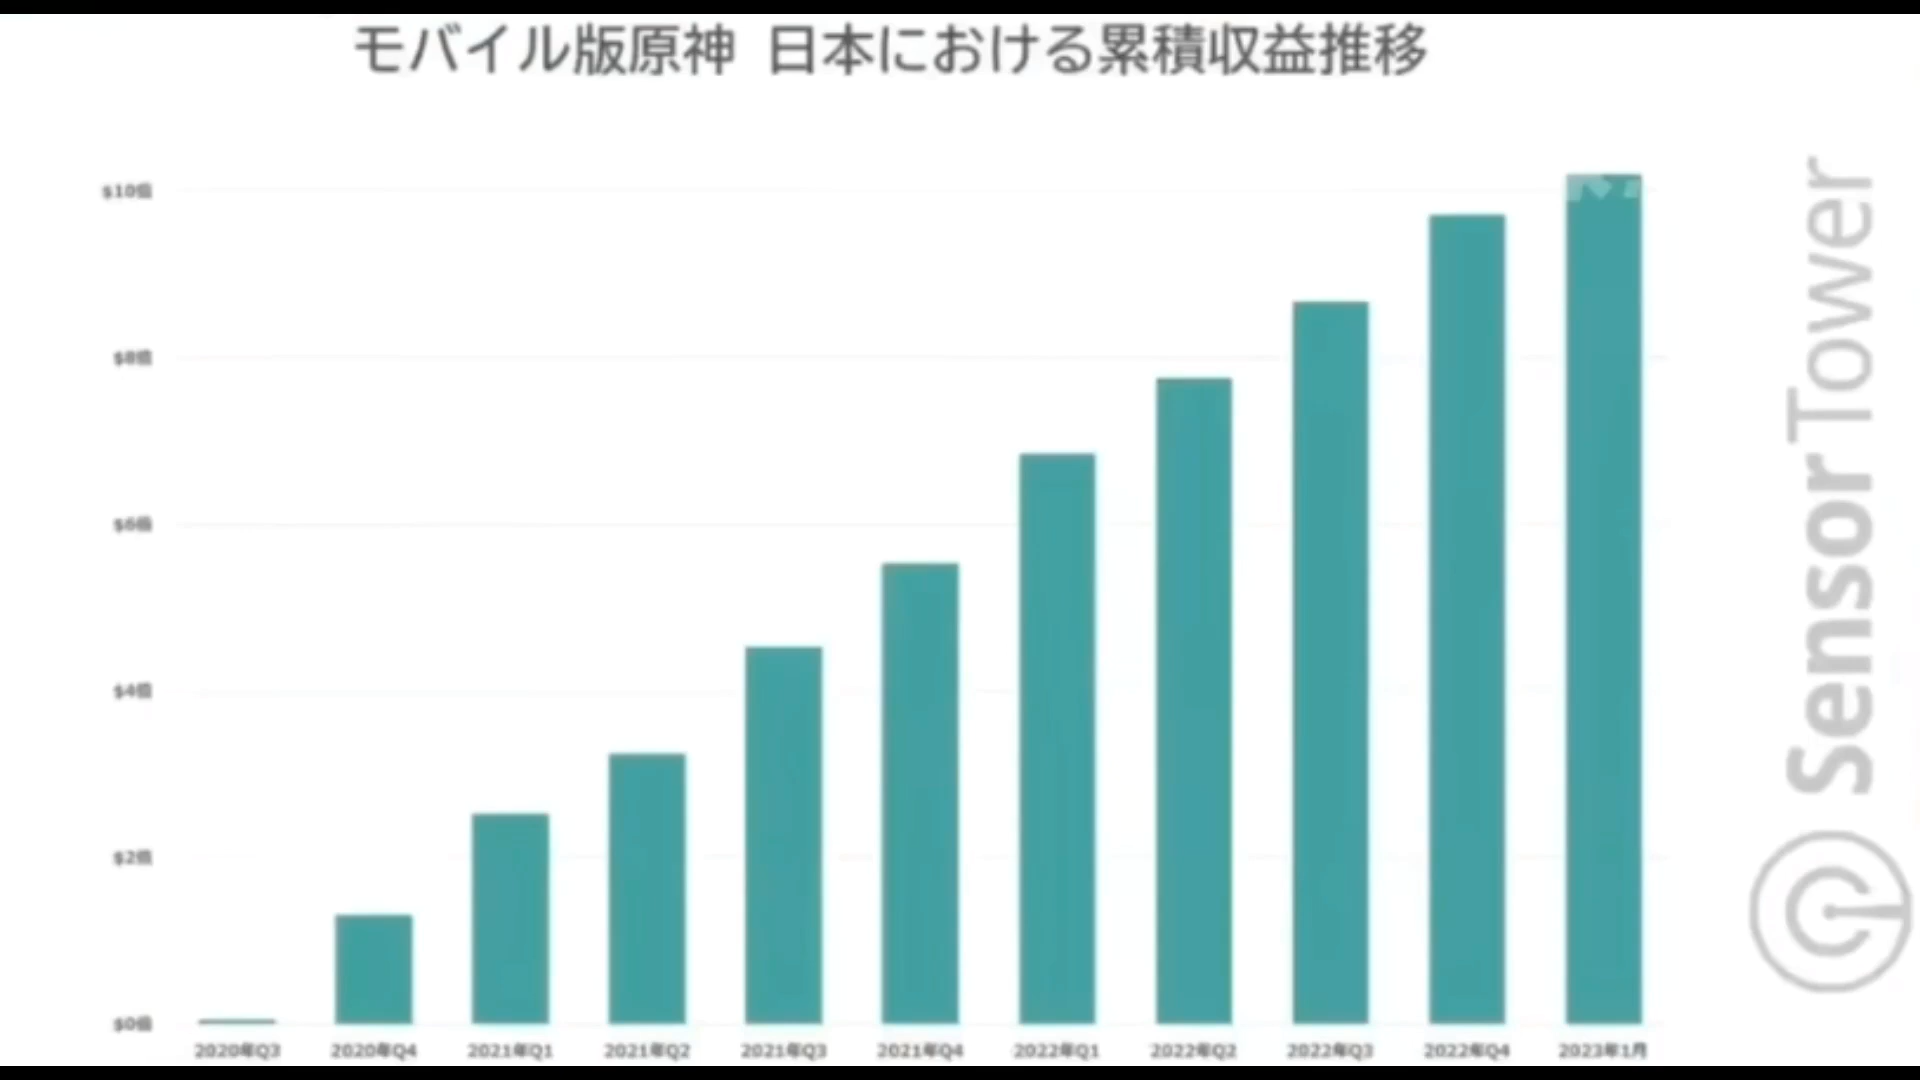 モバイル版原神 日本における累積収益推移
$10億
$8億
$6億
$4億
$2億
$0億
2020年Q3 2020年Q4 2021年Q1 2021年Q2 2021年Q3 2021年Q4 2022年Q1 2022年Q2 2022年Q3 2022年Q4 2023年1月
Sensor Tower